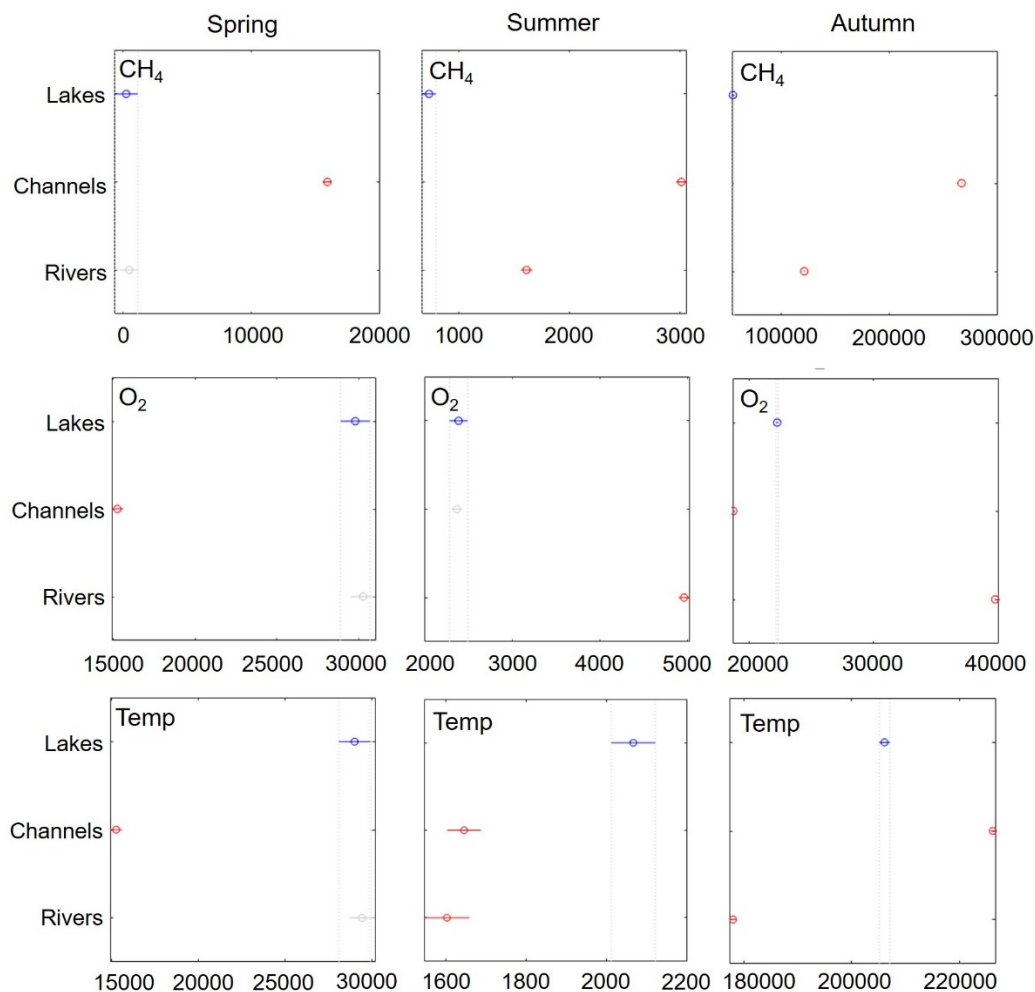 Spring Summer Autumn
CH4 CH4 CH4
Lakes
Channels
Rivers
0 10000 20000 1000 2000 3000 100000 200000 300000
O2 O2 O2
Lakes
Channels
Rivers
15000 20000 25000 30000 2000 3000 4000 5000 20000 30000 40000
Temp Temp Temp
Lakes
Channels
Rivers
15000 20000 25000 30000 1600 1800 2000 2200 180000 200000 220000